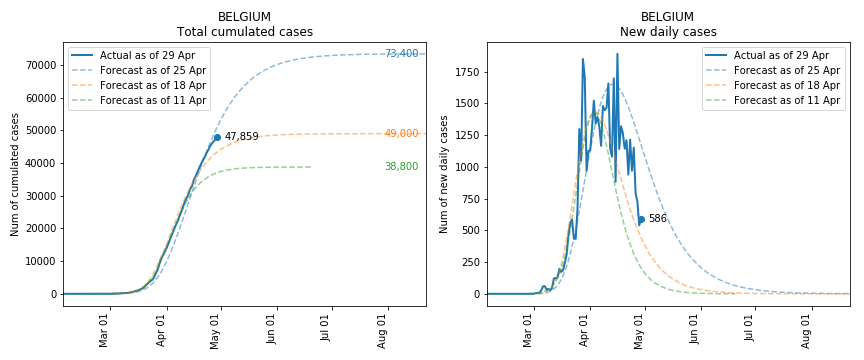 BELGIUM
Total cumulated cases
Num of cumulated cases
70000
60000
50000
40000
30000
20000
10000
0
Actual as of 29 Apr
Forecast as of 25 Apr
Forecast as of 18 Apr
Forecast as of 11 Apr
73,400
47,859
49,000
38,800
Mar 01
Apr 01
May 01
Jun 01
Jul 01
Aug 01
BELGIUM
New daily cases
Num of new daily cases
1750
1500
1250
1000
750
500
250
0
Actual as of 29 Apr
Forecast as of 25 Apr
Forecast as of 18 Apr
Forecast as of 11 Apr
586
Mar 01
Apr 01
May 01
Jun 01
Jul 01
Aug 01